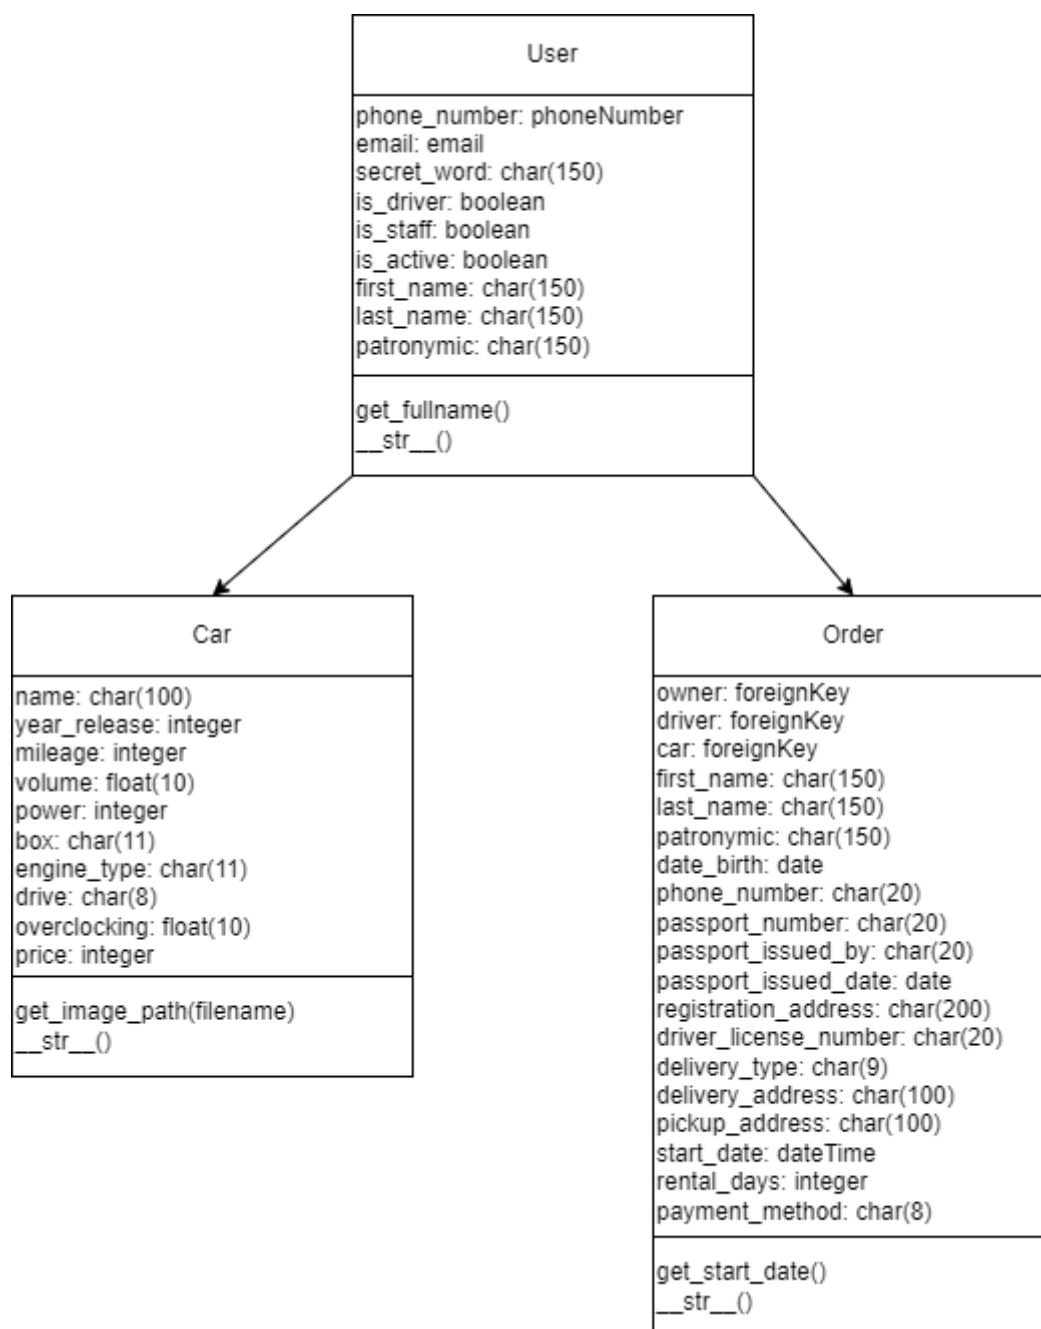 User
phone_number: phoneNumber
email: email
secret_word: char(150)
is_driver: boolean
is_staff: boolean
is_active: boolean
first_name: char(150)
last_name: char(150)
patronymic: char(150)
get_fullname()
__str__()
Car
name: char(100)
year_release: integer
mileage: integer
volume: float(10)
power: integer
box: char(11)
engine_type: char(11)
drive: char(8)
overclocking: float(10)
price: integer
get_image_path(filename)
__str__()
Order
owner: foreignKey
driver: foreignKey
car: foreignKey
first_name: char(150)
last_name: char(150)
patronymic: char(150)
date_birth: date
phone_number: char(20)
passport_number: char(20)
passport_issued_by: char(20)
passport_issued_date: date
registration_address: char(200)
driver_license_number: char(20)
delivery_type: char(9)
delivery_address: char(100)
pickup_address: char(100)
start_date: dateTime
rental_days: integer
payment_method: char(8)
get_start_date()
__str__()